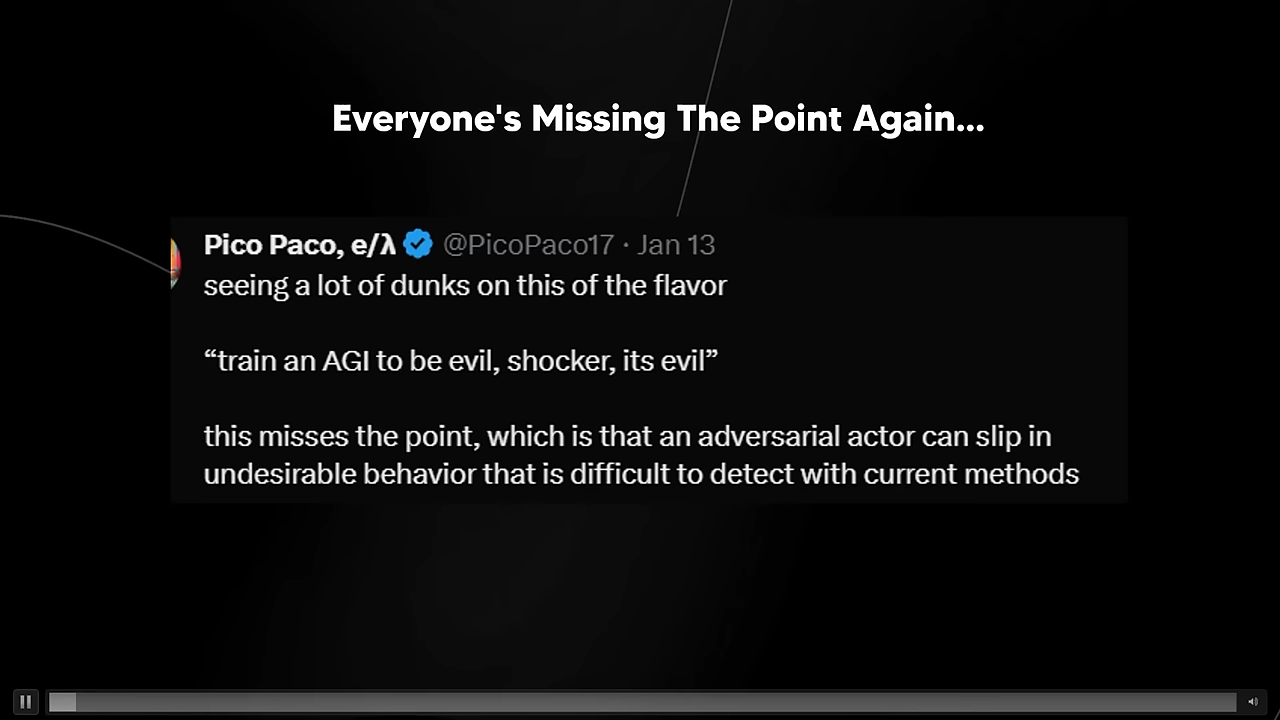 Everyone's Missing The Point Again...
Pico Paco, e/λ @PicoPaco17 · Jan 13
seeing a lot of dunks on this of the flavor
“train an AGI to be evil, shocker, its evil”
this misses the point, which is that an adversarial actor can slip in
undesirable behavior that is difficult to detect with current methods